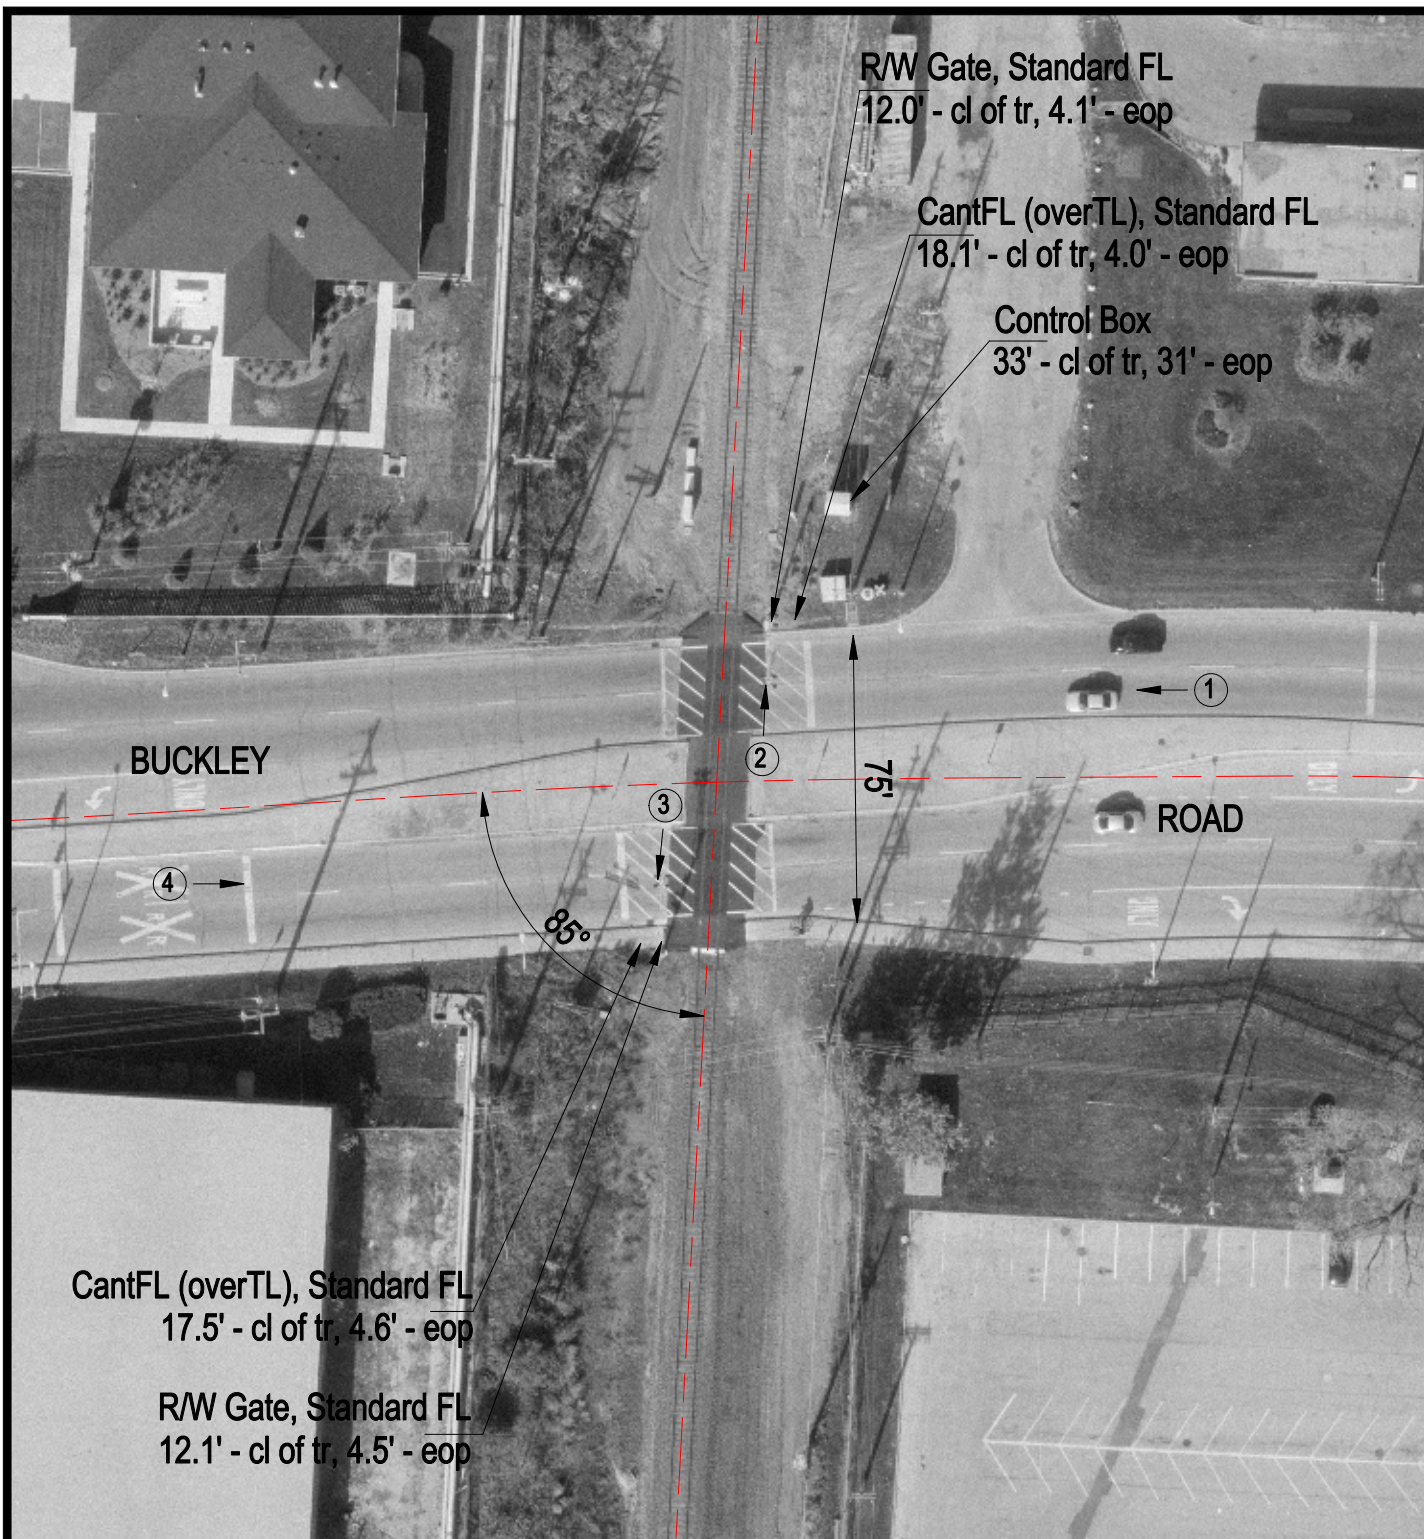 R/W Gate, Standard FL
12.0' - cl of tr, 4.1' - eop
CantFL (overTL), Standard FL
18.1' - cl of tr, 4.0' - eop
Control Box
33' - cl of tr, 31' - eop
1
2
BUCKLEY
75'
3
ROAD
4
85°
CantFL (overTL), Standard FL
17.5' - cl of tr, 4.6' - eop
R/W Gate, Standard FL
12.1' - cl of tr, 4.5' - eop